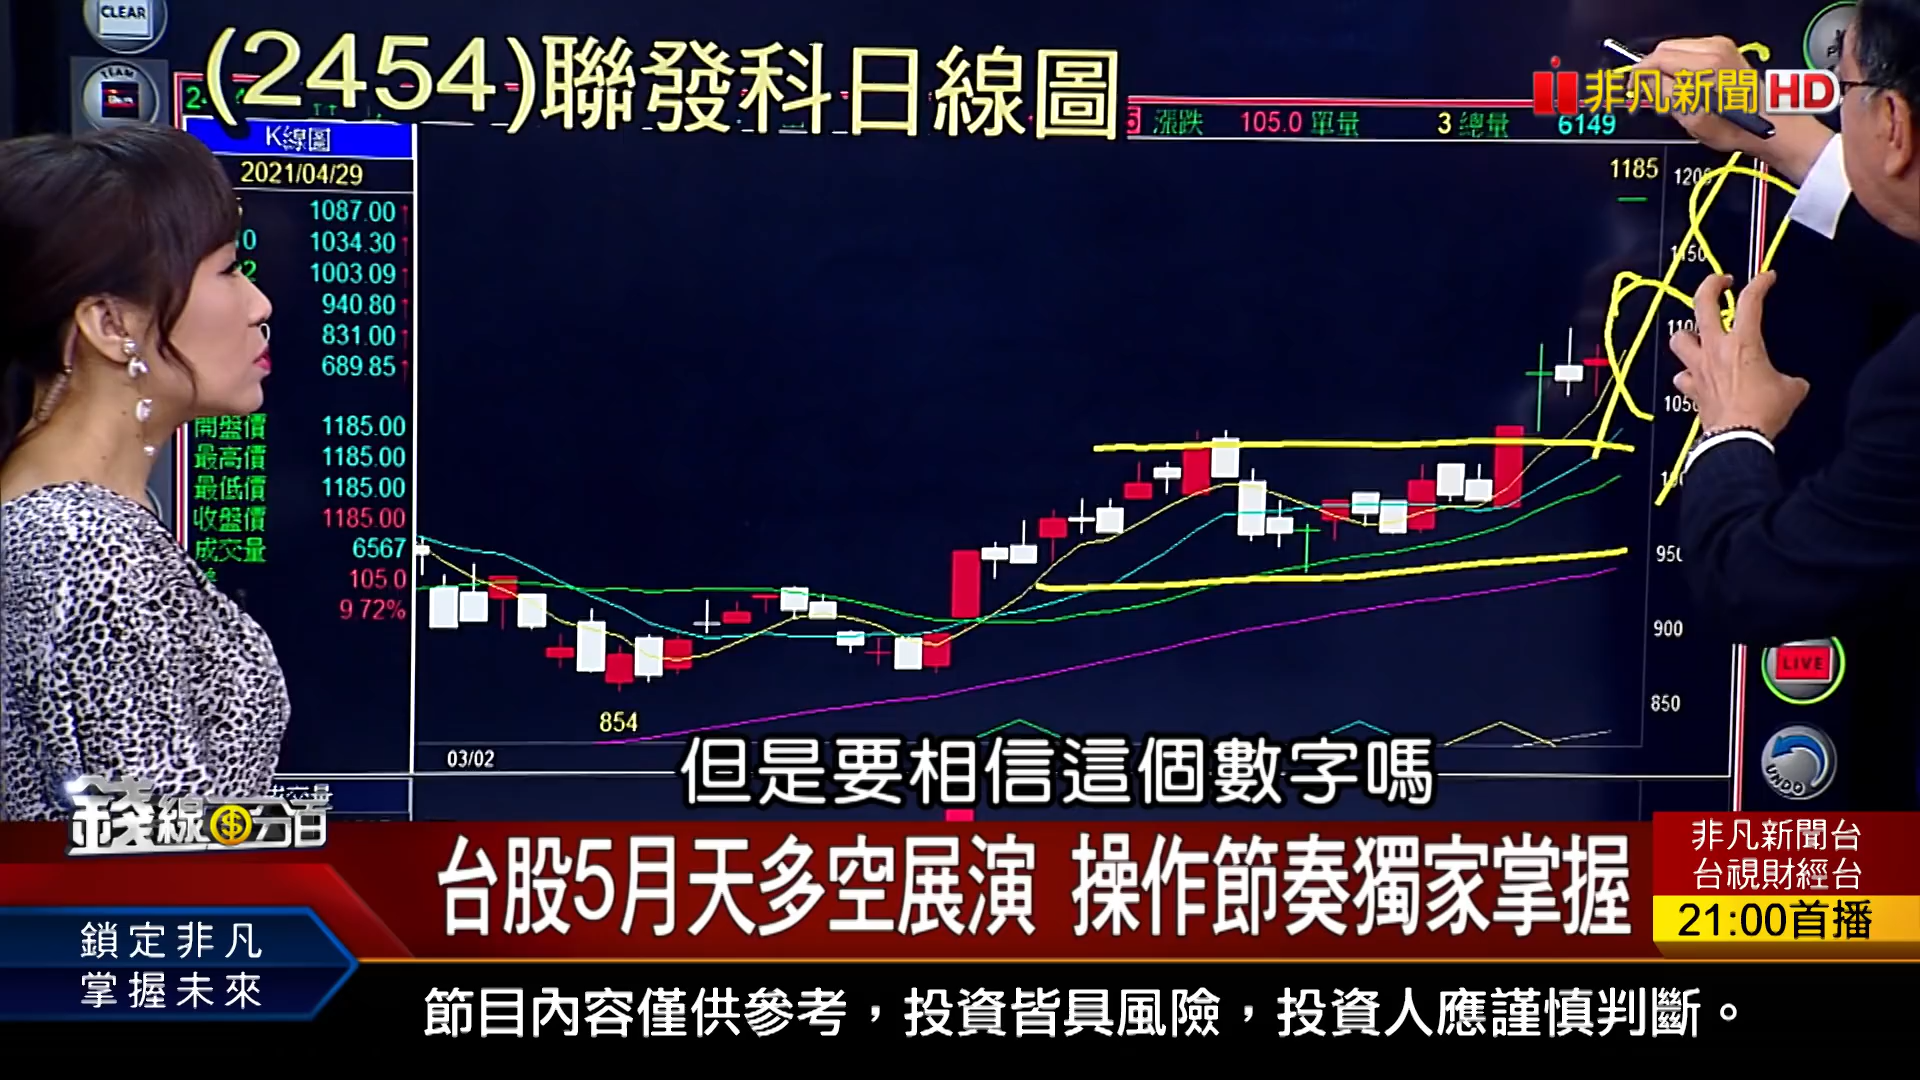 CLEAR
TEAM
(2454)聯發科日線圖
非凡新聞HD
漲跌 105.0 單量 3 總量 6149
K線圖
2021/04/29
1087.00
1034.30
1003.09
940.80
831.00
689.85
開盤價 1185.00
最高價 1185.00
最低價 1185.00
收盤價 1185.00
成交量 6567
105.0
9.72%
1185
1200
1150
1100
1050
950
900
850
854
03/02
LIVE
UNDO
但是要相信這個數字嗎
錢線百分百
台股5月天多空展演 操作節奏獨家掌握
非凡新聞台
台視財經台
21:00首播
鎖定非凡
掌握未來
節目內容僅供參考，投資皆具風險，投資人應謹慎判斷。